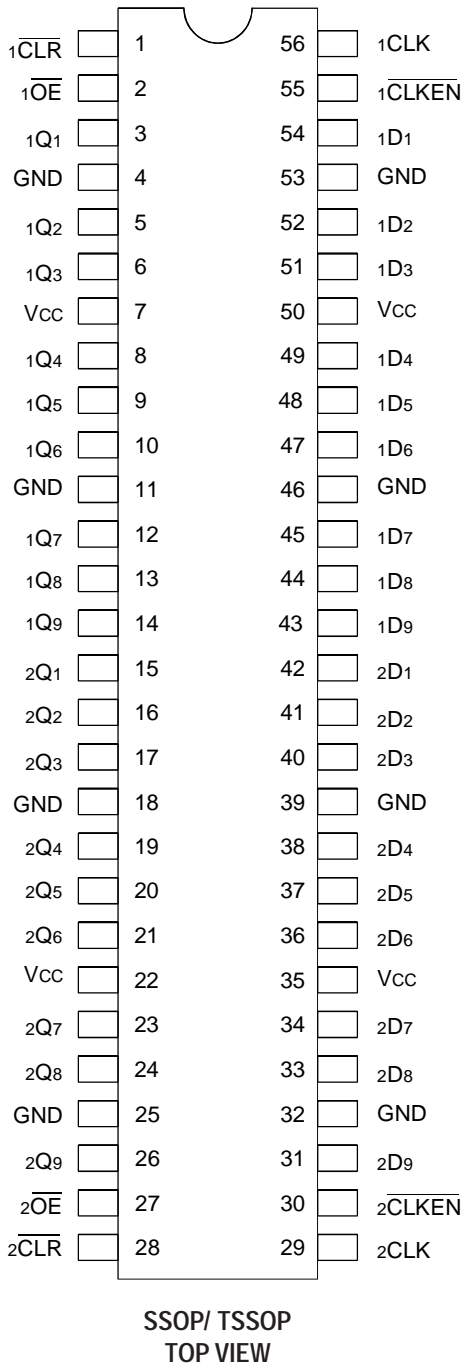 1CLR 1 56 1CLK
1OE 2 55 1CLKEN
1Q1 3 54 1D1
GND 4 53 GND
1Q2 5 52 1D2
1Q3 6 51 1D3
VCC 7 50 VCC
1Q4 8 49 1D4
1Q5 9 48 1D5
1Q6 10 47 1D6
GND 11 46 GND
1Q7 12 45 1D7
1Q8 13 44 1D8
1Q9 14 43 1D9
2Q1 15 42 2D1
2Q2 16 41 2D2
2Q3 17 40 2D3
GND 18 39 GND
2Q4 19 38 2D4
2Q5 20 37 2D5
2Q6 21 36 2D6
VCC 22 35 VCC
2Q7 23 34 2D7
2Q8 24 33 2D8
GND 25 32 GND
2Q9 26 31 2D9
2OE 27 30 2CLKEN
2CLR 28 29 2CLK
SSOP/ TSSOP
TOP VIEW